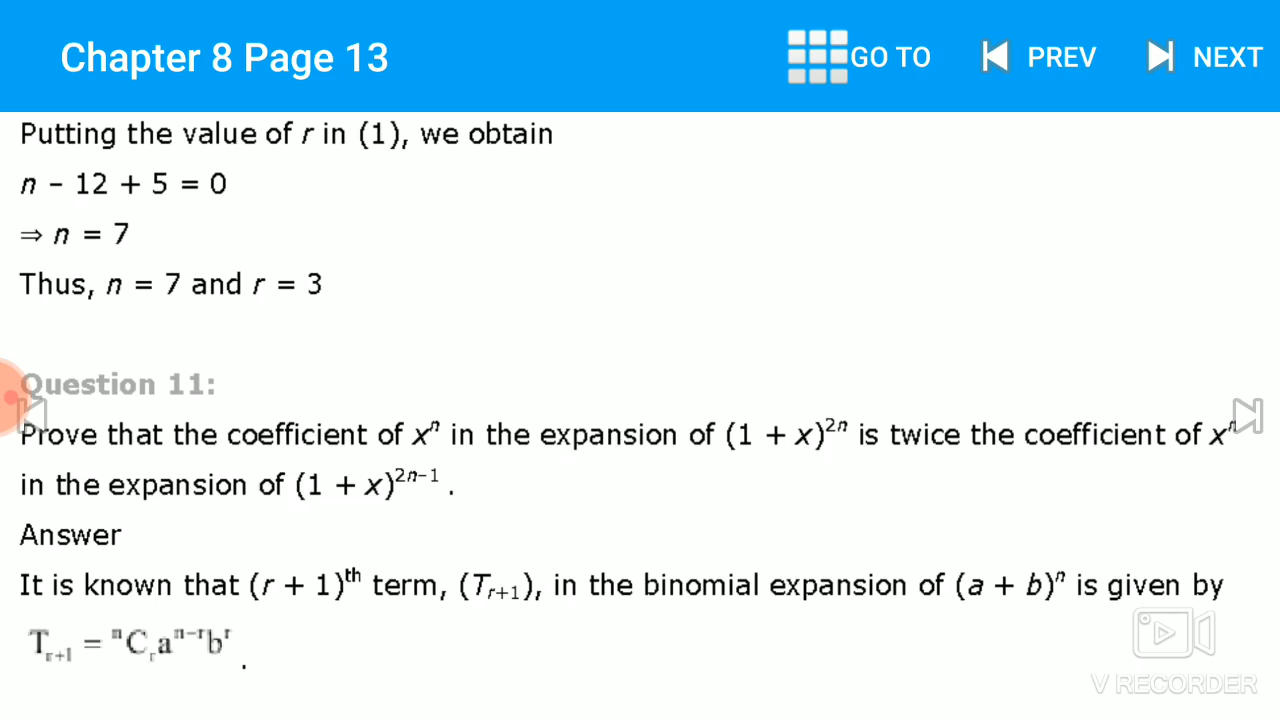 Chapter 8 Page 13 GO TO PREV NEXT
Putting the value of r in (1), we obtain
n – 12 + 5 = 0
⇒ n = 7
Thus, n = 7 and r = 3
Question 11:
Prove that the coefficient of xⁿ in the expansion of (1 + x)²ⁿ is twice the coefficient of xⁿ
in the expansion of (1 + x)²ⁿ⁻¹ .
Answer
It is known that (r + 1)ᵗʰ term, (Tᵣ₊₁), in the binomial expansion of (a + b)ⁿ is given by
Tᵣ₊₁ = ⁿCᵣaⁿ⁻ʳbʳ .
V RECORDER